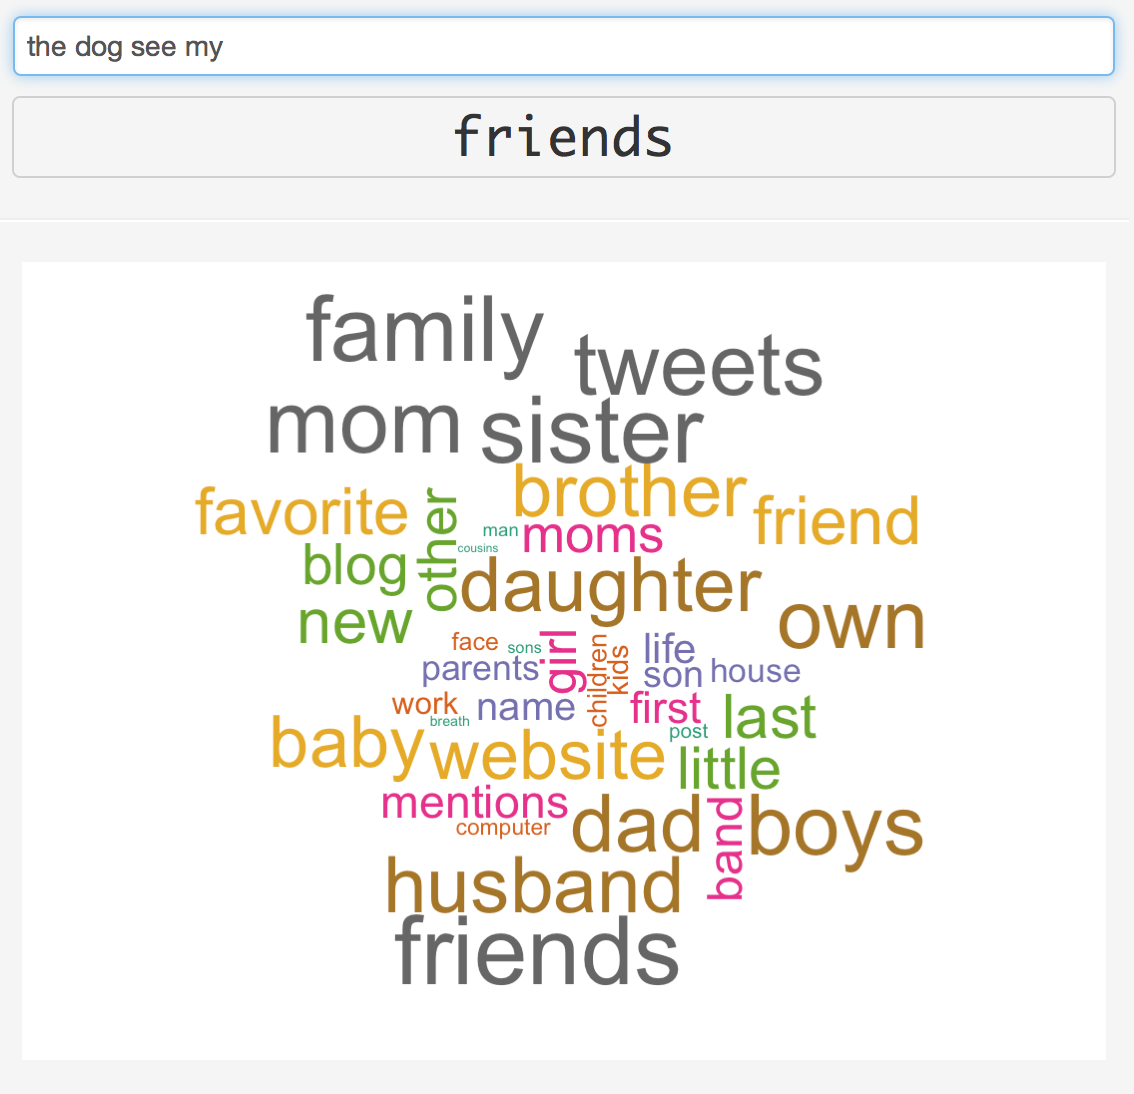 the dog see my
friends
family
tweets
mom sister
brother
favorite
other
friend
man moms
cousins
blog
daughter
new
own
face sons
girl
children
kids
life
parents
son house
work name
first
last
breath
post
baby website
little
mentions
computer
dad
band
boys
husband
friends